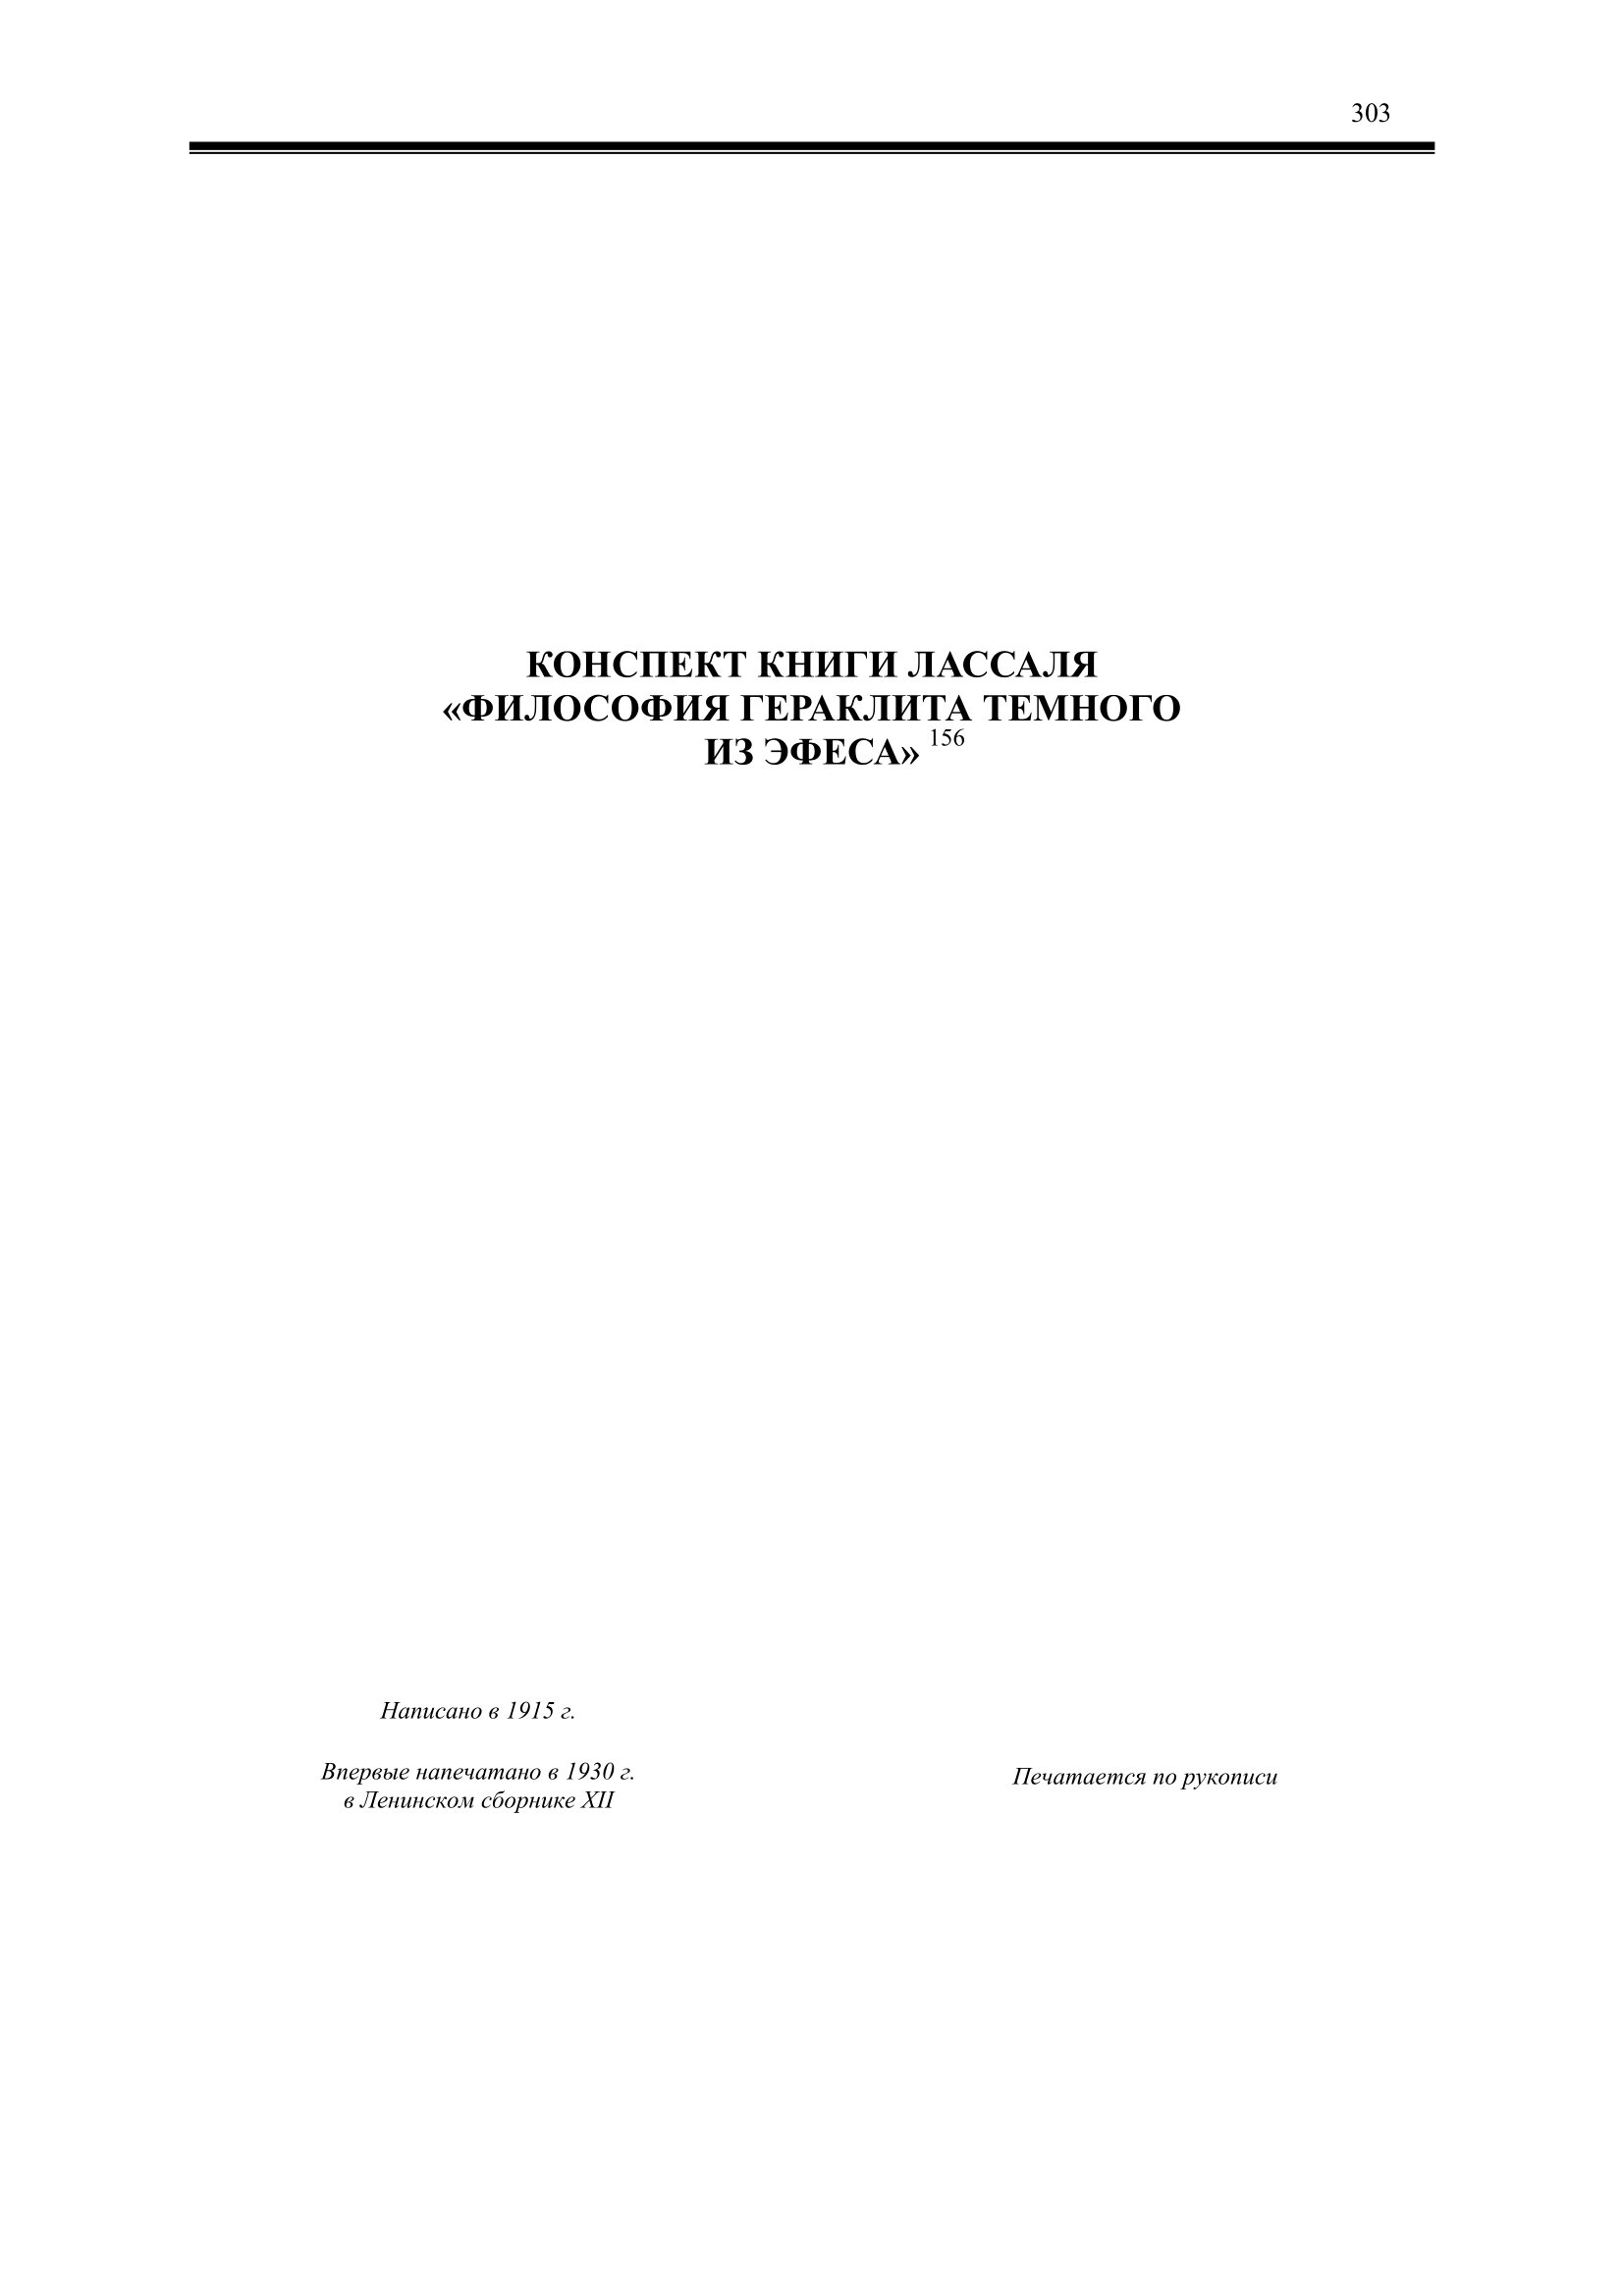 303
КОНСПЕКТ КНИГИ ЛАССАЛЯ
«ФИЛОСОФИЯ ГЕРАКЛИТА ТЕМНОГО
ИЗ ЭФЕСА» 156
Написано в 1915 г.
Впервые напечатано в 1930 г.
в Ленинском сборнике XII
Печатается по рукописи